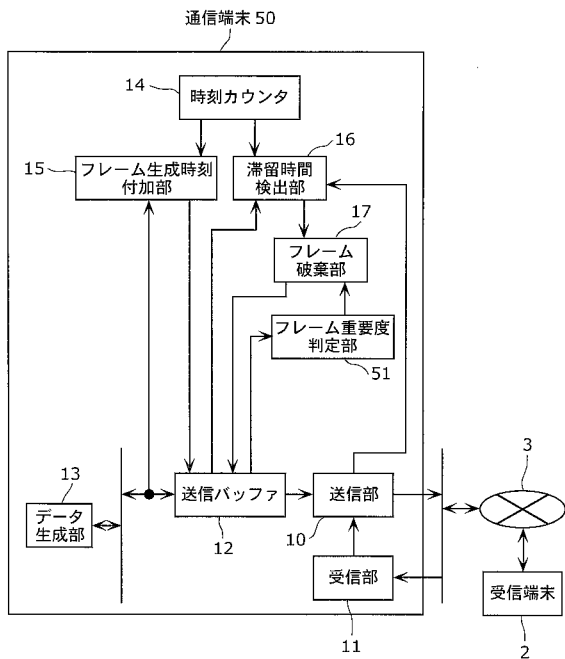 通信端末 50
14
時刻カウンタ
15
フレーム生成時刻
付加部
16
滞留時間
検出部
17
フレーム
破棄部
フレーム重要度
判定部
51
13
データ
生成部
送信バッファ
12
送信部
10
受信部
11
3
受信端末
2